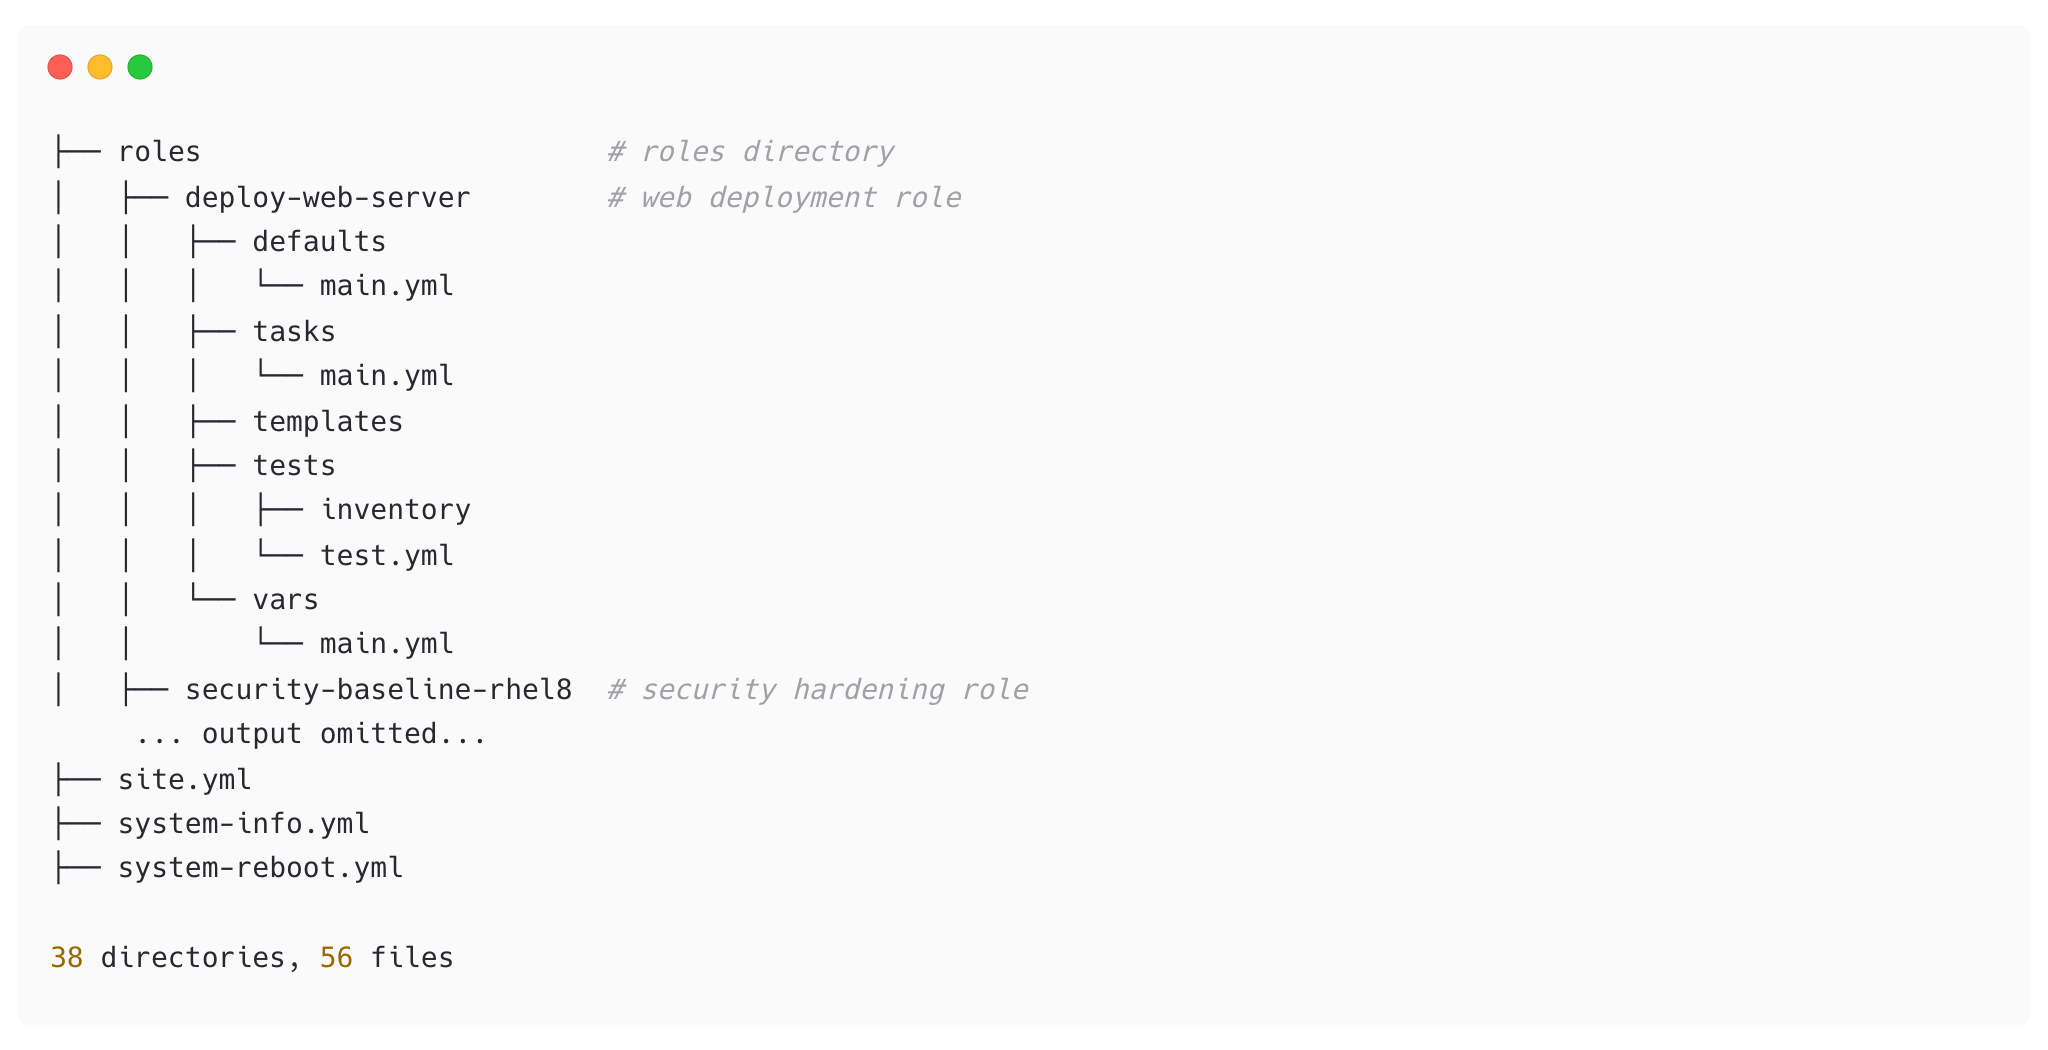 ├── roles                        # roles directory
│   ├── deploy-web-server        # web deployment role
│   │   ├── defaults
│   │   │   └── main.yml
│   │   ├── tasks
│   │   │   └── main.yml
│   │   ├── templates
│   │   ├── tests
│   │   │   ├── inventory
│   │   │   └── test.yml
│   │   └── vars
│   │       └── main.yml
│   ├── security-baseline-rhel8  # security hardening role
     ... output omitted...
├── site.yml
├── system-info.yml
├── system-reboot.yml
38 directories, 56 files